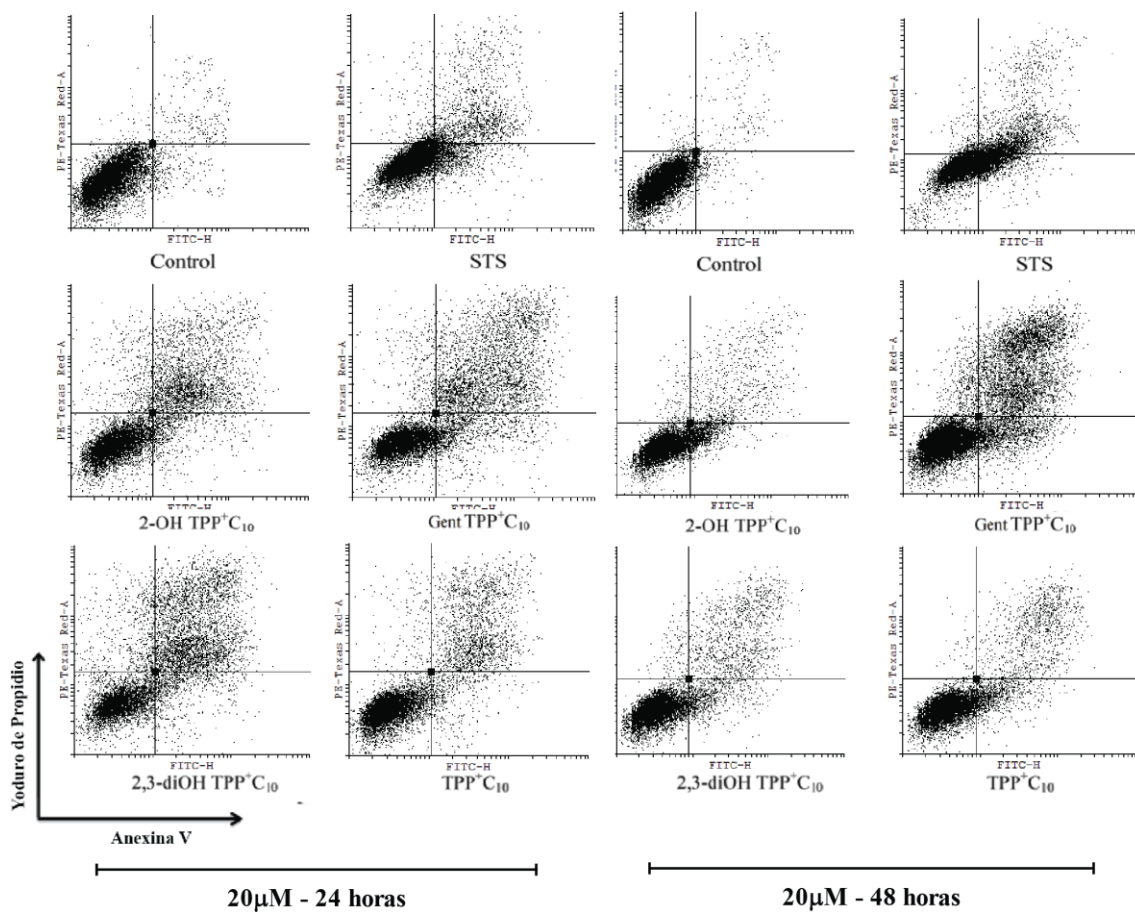 PE-Texas Red-A
FITC-H
Control
PE-Texas Red-A
FITC-H
STS
FITC-H
Control
PE-Texas Red-A
FITC-H
STS
PE-Texas Red-A
2-OH TPP⁺C₁₀
PE-Texas Red-A
Gent TPP⁺C₁₀
PE-Texas Red-A
FITC-H
2-OH TPP⁺C₁₀
PE-Texas Red-A
FITC-H
Gent TPP⁺C₁₀
PE-Texas Red-A
FITC-H
2,3-diOH TPP⁺C₁₀
PE-Texas Red-A
FITC-H
TPP⁺C₁₀
PE-Texas Red-A
FITC-H
2,3-diOH TPP⁺C₁₀
PE-Texas Red-A
FITC-H
TPP⁺C₁₀
Yoduro de Propidio
Anexina V
20μM - 24 horas
20μM - 48 horas